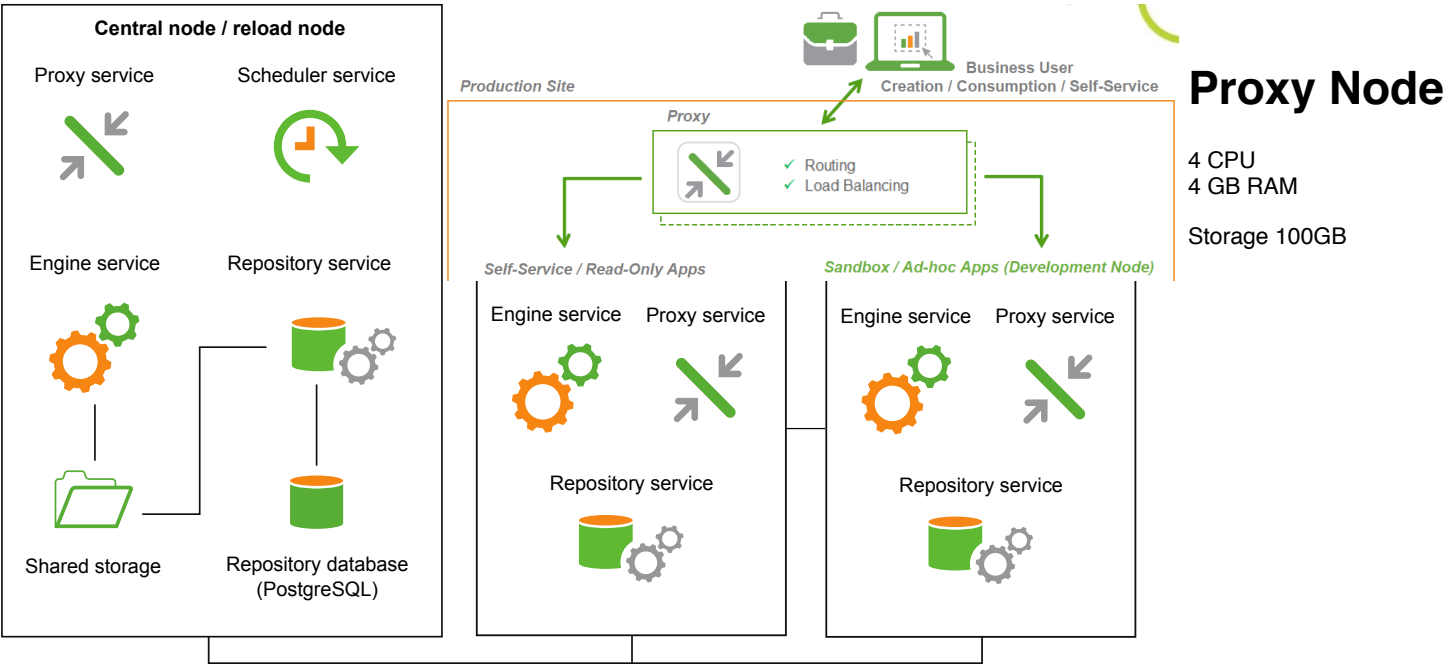 Central node / reload node
Proxy service
Scheduler service
Engine service
Repository service
Shared storage
Repository database
(PostgreSQL)
Business User
Creation / Consumption / Self-Service
Production Site
Proxy
✓ Routing
✓ Load Balancing
Self-Service / Read-Only Apps
Engine service
Proxy service
Repository service
Sandbox / Ad-hoc Apps (Development Node)
Engine service
Proxy service
Repository service
Proxy Node
4 CPU
4 GB RAM
Storage 100GB